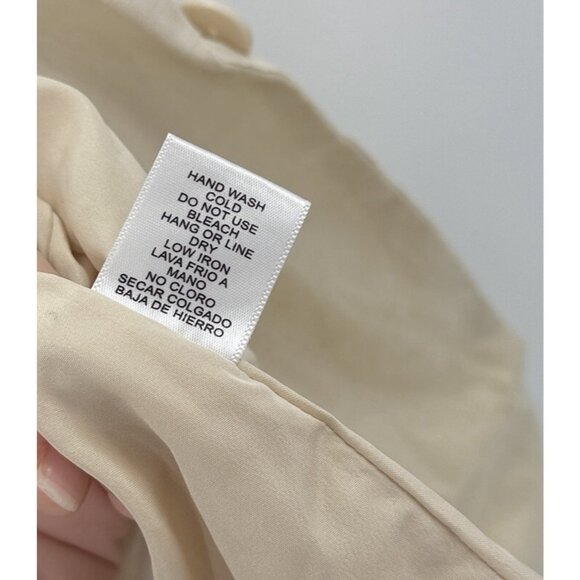 HAND WASH
COLD
DO NOT USE
BLEACH
HANG OR LINE
DRY
LOW IRON
LAVA FRIO A
MANO
NO CLORO
SECAR COLGADO
BAJA DE HIERRO